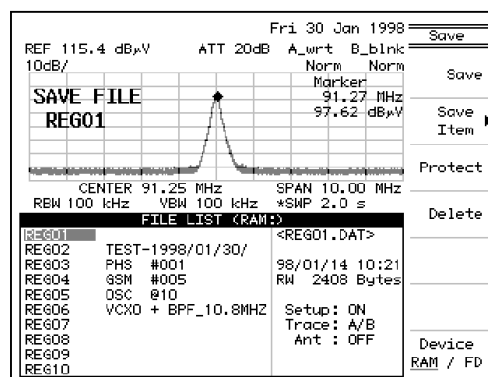 Fri 30 Jan 1998
REF 115.4 dBμV ATT 20dB A_wrt B_blnk
10dB/ Norm Norm
Marker
91.27 MHz
97.62 dBμV
SAVE FILE
REG01
CENTER 91.25 MHz SPAN 10.00 MHz
RBW 100 kHz VBW 100 kHz *SWP 2.0 s
FILE LIST (RAM:)
REG01
REG02 TEST-1998/01/30/
REG03 PHS #001
REG04 GSM #005
REG05 OSC @10
REG06 VCXO + BPF_10.8MHZ
REG07
REG08
REG09
REG10
<REG01.DAT>
98/01/14 10:21
RW 2408 Bytes
Setup: ON
Trace: A/B
Ant : OFF
Save
Save
Save
Item
Protect
Delete
Device
RAM / FD